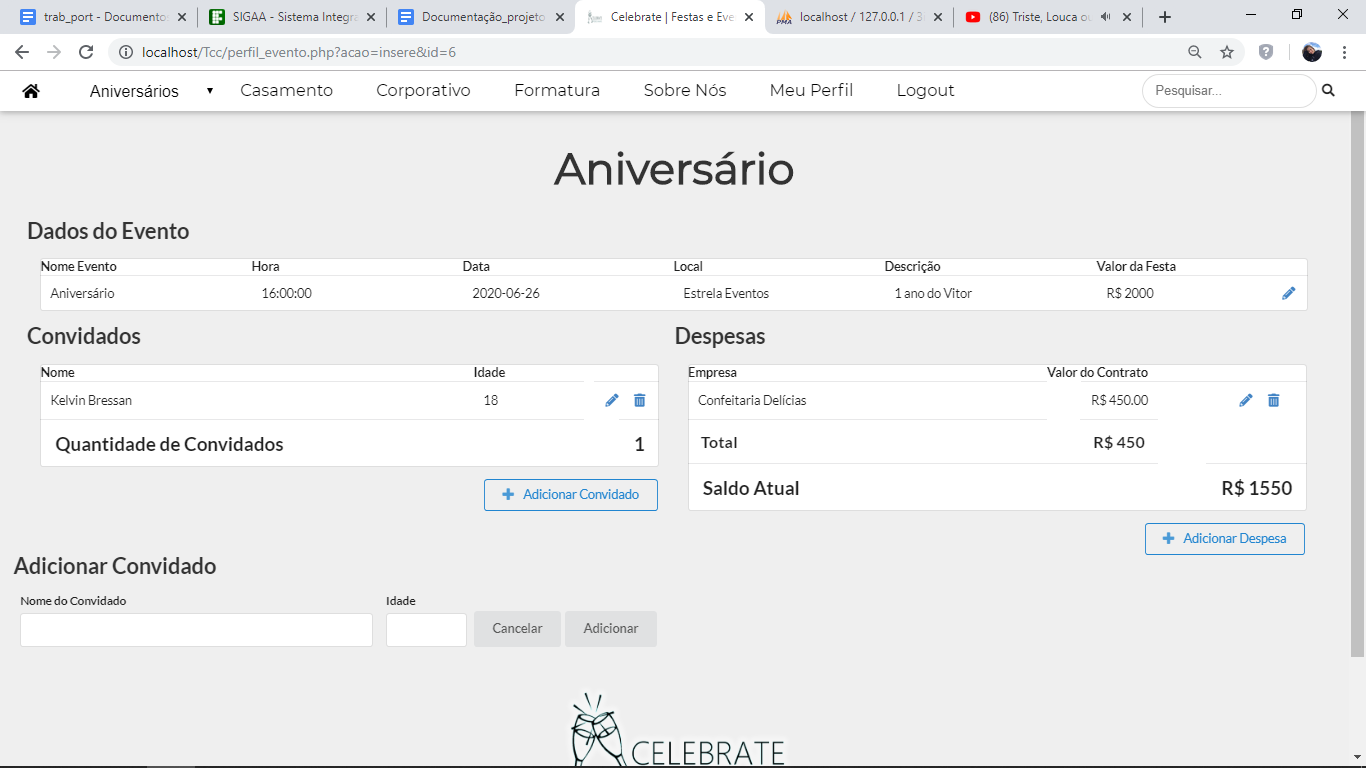 trab_port - Documento
SIGAA - Sistema Integra
Documentação_projeto
Celebrate | Festas e Eve
localhost / 127.0.0.1 /
(86) Triste, Louca ou
localhost/Tcc/perfil_evento.php?acao=insere&id=6
Aniversários ▼ Casamento Corporativo Formatura Sobre Nós Meu Perfil Logout Pesquisar...
Aniversário
Dados do Evento
Nome Evento Hora Data Local Descrição Valor da Festa
Aniversário 16:00:00 2020-06-26 Estrela Eventos 1 ano do Vitor R$ 2000
Convidados
Nome Idade
Kelvin Bressan 18
Quantidade de Convidados 1
Adicionar Convidado
Despesas
Empresa Valor do Contrato
Confeitaria Delícias R$ 450.00
Total R$ 450
Saldo Atual R$ 1550
Adicionar Despesa
Adicionar Convidado
Nome do Convidado Idade
Cancelar Adicionar
CELEBRATE